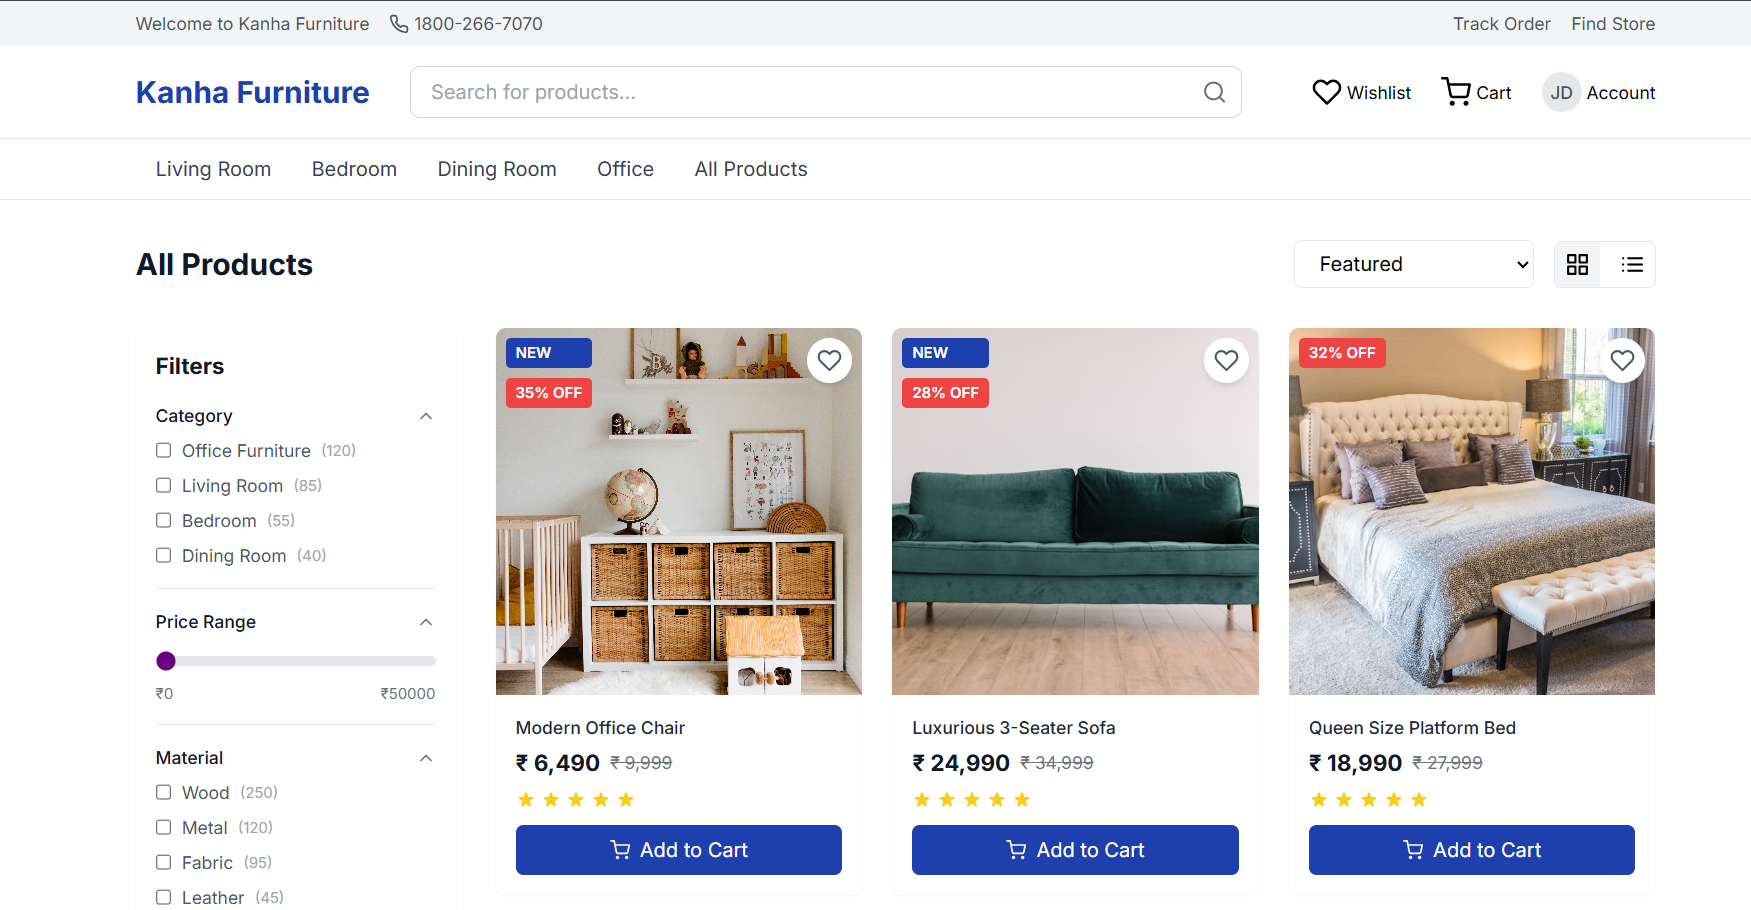 Welcome to Kanha Furniture 1800-266-7070 Track Order Find Store
Kanha Furniture Search for products... Wishlist Cart JD Account
Living Room Bedroom Dining Room Office All Products
All Products Featured
Filters
Category
Office Furniture (120)
Living Room (85)
Bedroom (55)
Dining Room (40)
Price Range
₹0 ₹50000
Material
Wood (250)
Metal (120)
Fabric (95)
Leather (45)
NEW
35% OFF
Modern Office Chair
₹ 6,490 ₹ 9,999
Add to Cart
NEW
28% OFF
Luxurious 3-Seater Sofa
₹ 24,990 ₹ 34,999
Add to Cart
32% OFF
Queen Size Platform Bed
₹ 18,990 ₹ 27,999
Add to Cart